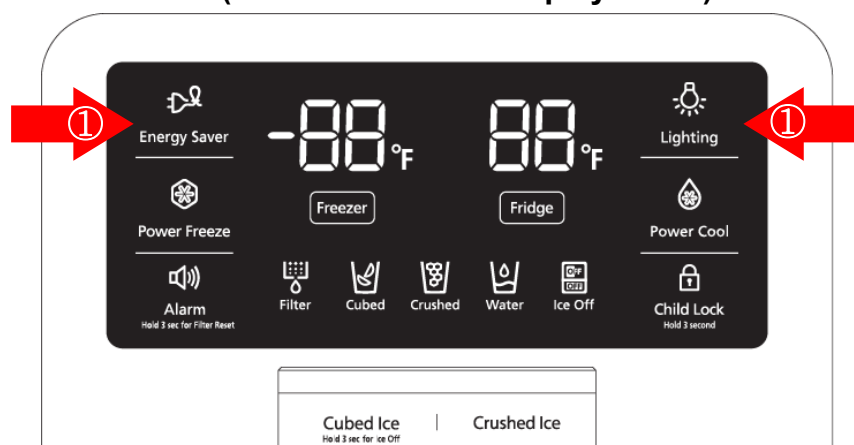 ①
Energy Saver
-88°F
88°F
Lighting
①
Freezer
Fridge
Power Freeze
Power Cool
Alarm
Hold 3 sec for Filter Reset
Filter
Cubed
Crushed
Water
OFF
OFF
Ice Off
Child Lock
Hold 3 second
Cubed Ice | Crushed Ice
Hold 3 sec for Ice Off